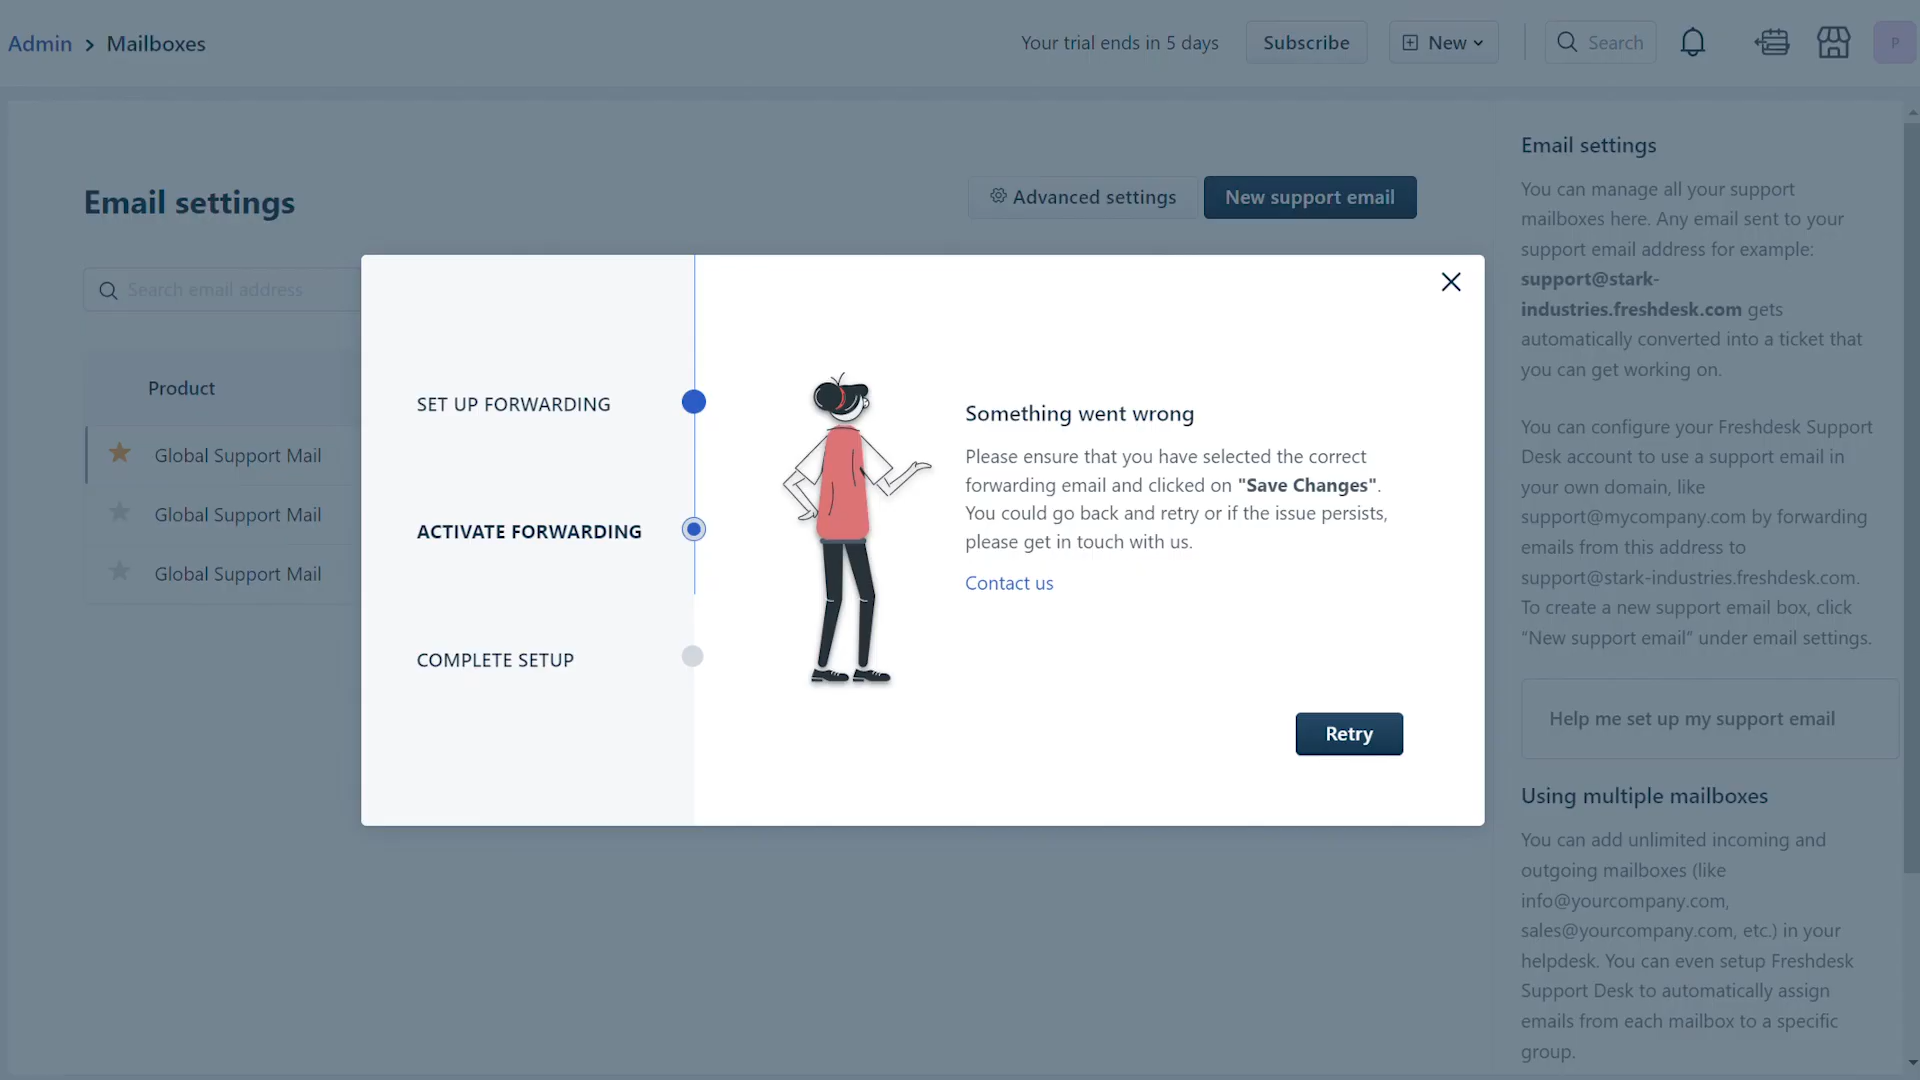 Admin > Mailboxes
Your trial ends in 5 days
Subscribe
New
Search
P
Email settings
Advanced settings
New support email
Search email address
Product
Global Support Mail
Global Support Mail
Global Support Mail
SET UP FORWARDING
ACTIVATE FORWARDING
COMPLETE SETUP
Something went wrong
Please ensure that you have selected the correct
forwarding email and clicked on "Save Changes".
You could go back and retry or if the issue persists,
please get in touch with us.
Contact us
Retry
Email settings
You can manage all your support
mailboxes here. Any email sent to your
support email address for example:
support@stark-
industries.freshdesk.com gets
automatically converted into a ticket that
you can get working on.
You can configure your Freshdesk Support
Desk account to use a support email in
your own domain, like
support@mycompany.com by forwarding
emails from this address to
support@stark-industries.freshdesk.com.
To create a new support email box, click
“New support email” under email settings.
Help me set up my support email
Using multiple mailboxes
You can add unlimited incoming and
outgoing mailboxes (like
info@yourcompany.com,
sales@yourcompany.com, etc.) in your
helpdesk. You can even setup Freshdesk
Support Desk to automatically assign
emails from each mailbox to a specific
group.